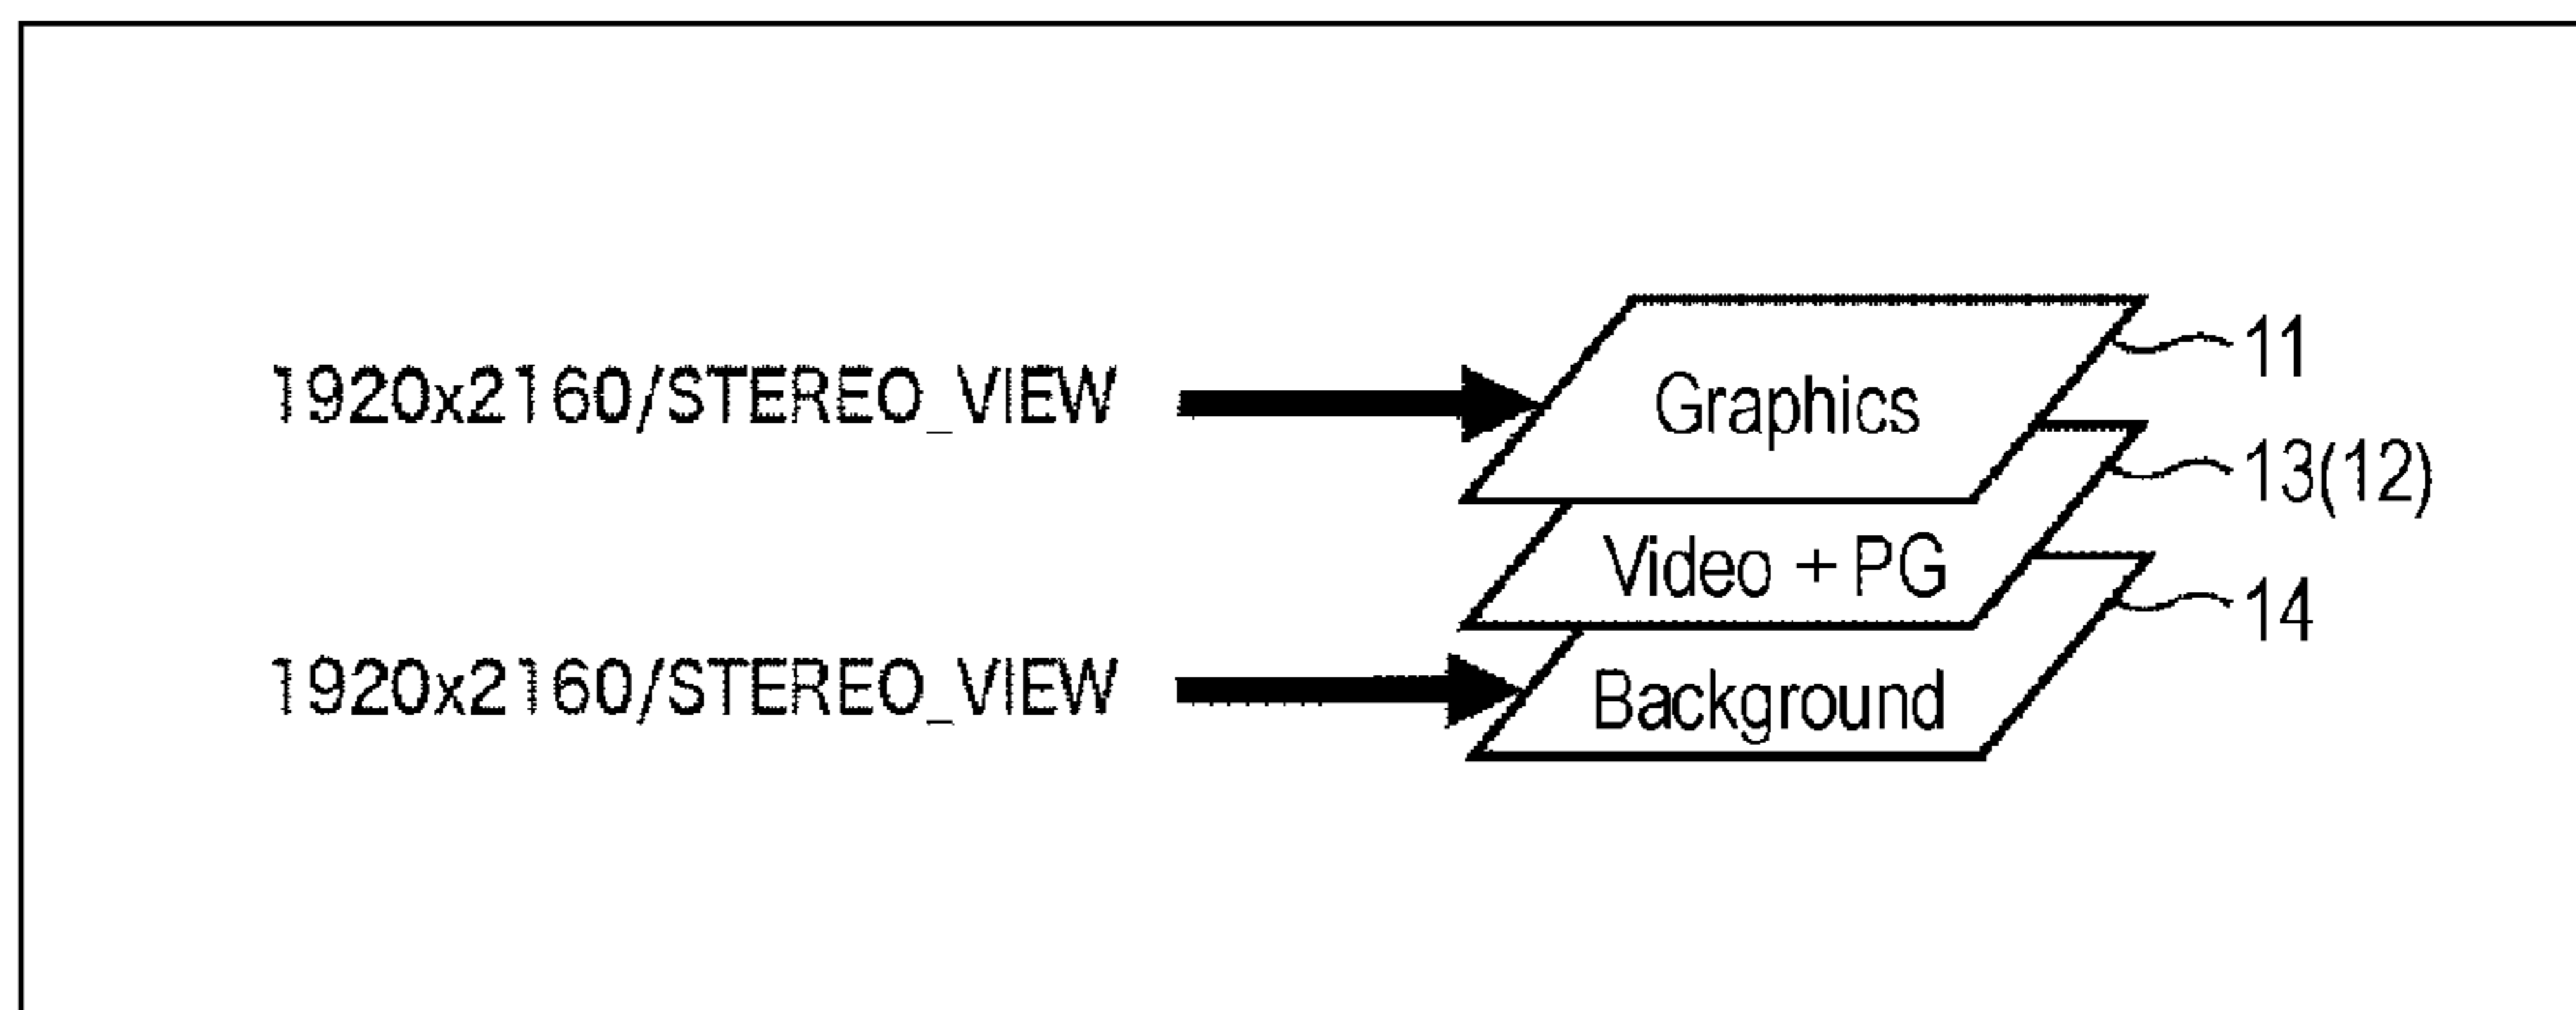 11
1920x2160/STEREO_VIEW Graphics
13(12)
Video + PG
14
1920x2160/STEREO_VIEW Background